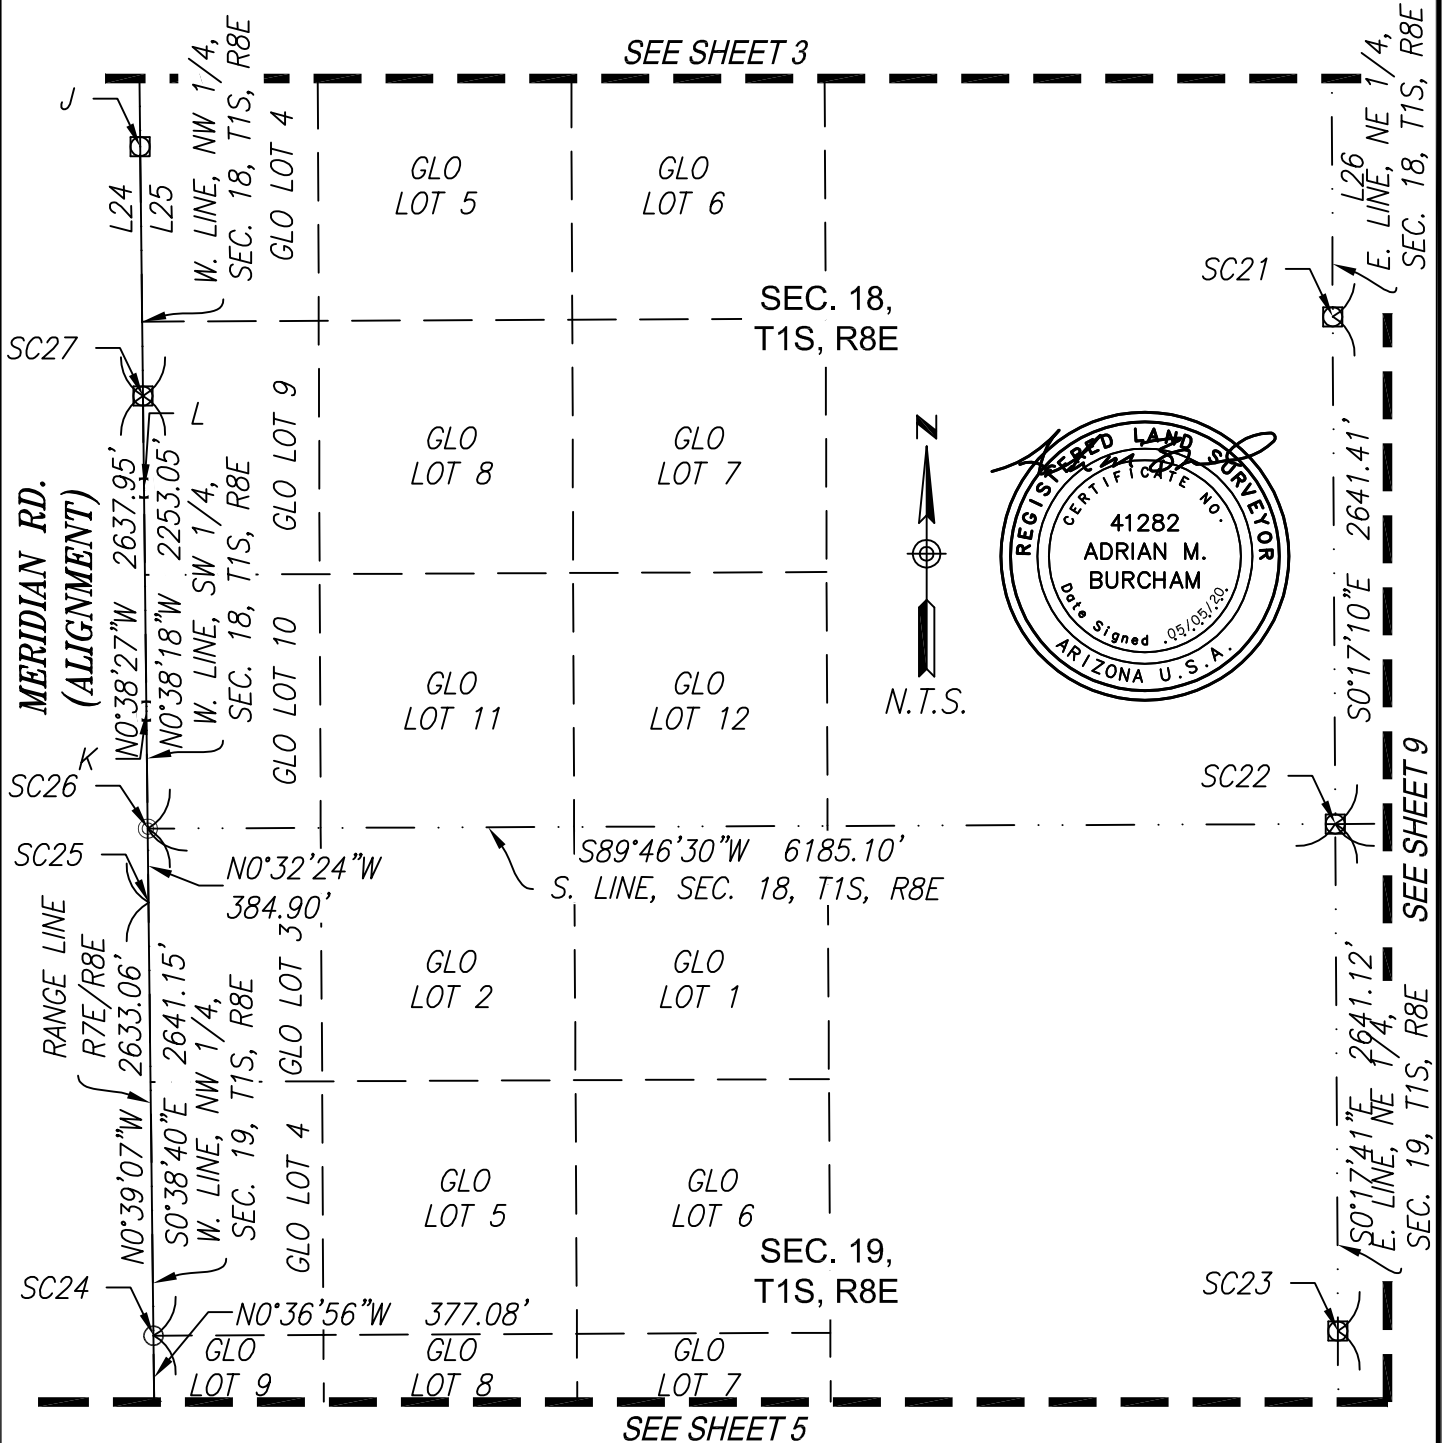 SEE SHEET 3
J
W. LINE, NW 1/4,
SEC. 18, T1S, R8E
GLO LOT 4
L24
L25
GLO
LOT 5
GLO
LOT 6
L26
E. LINE, NE 1/4,
SEC. 18, T1S, R8E
SC21
SEC. 18,
T1S, R8E
SC27
L
MERIDIAN RD.
(ALIGNMENT)
N0°38'27"W 2637.95'
N0°38'18"W 2253.05'
W. LINE, SW 1/4,
SEC. 18, T1S, R8E
GLO LOT 9
GLO
LOT 8
GLO
LOT 7
N
N.T.S.
REGISTERED LAND SURVEYOR
CERTIFICATE NO.
41282
ADRIAN M.
BURCHAM
Date Signed 05/05/20
ARIZONA U.S.A.
S0°17'10"E 2641.41'
GLO LOT 10
GLO
LOT 11
GLO
LOT 12
K
SC26
SC22
SEE SHEET 9
S89°46'30"W 6185.10'
S. LINE, SEC. 18, T1S, R8E
SC25
N0°32'24"W
384.90'
RANGE LINE
R7E/R8E
N0°39'07"W 2633.06'
S0°38'40"E 2641.15'
W. LINE, NW 1/4,
SEC. 19, T1S, R8E
GLO LOT 3
GLO
LOT 2
GLO
LOT 1
S0°17'41"E 2641.12'
E. LINE, NE 1/4,
SEC. 19, T1S, R8E
GLO LOT 4
GLO
LOT 5
GLO
LOT 6
SEC. 19,
T1S, R8E
SC24
SC23
N0°36'56"W 377.08'
GLO
LOT 9
GLO
LOT 8
GLO
LOT 7
SEE SHEET 5